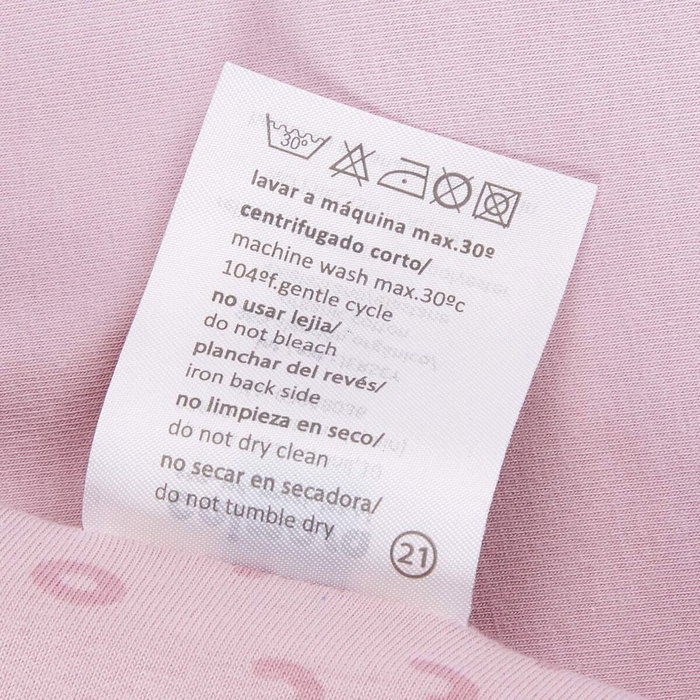 30º
lavar a máquina max.30º
centrifugado corto/
machine wash max.30ºc
104ºf.gentle cycle
no usar lejia/
do not bleach
planchar del revés/
iron back side
no limpieza en seco/
do not dry clean
no secar en secadora/
do not tumble dry
21